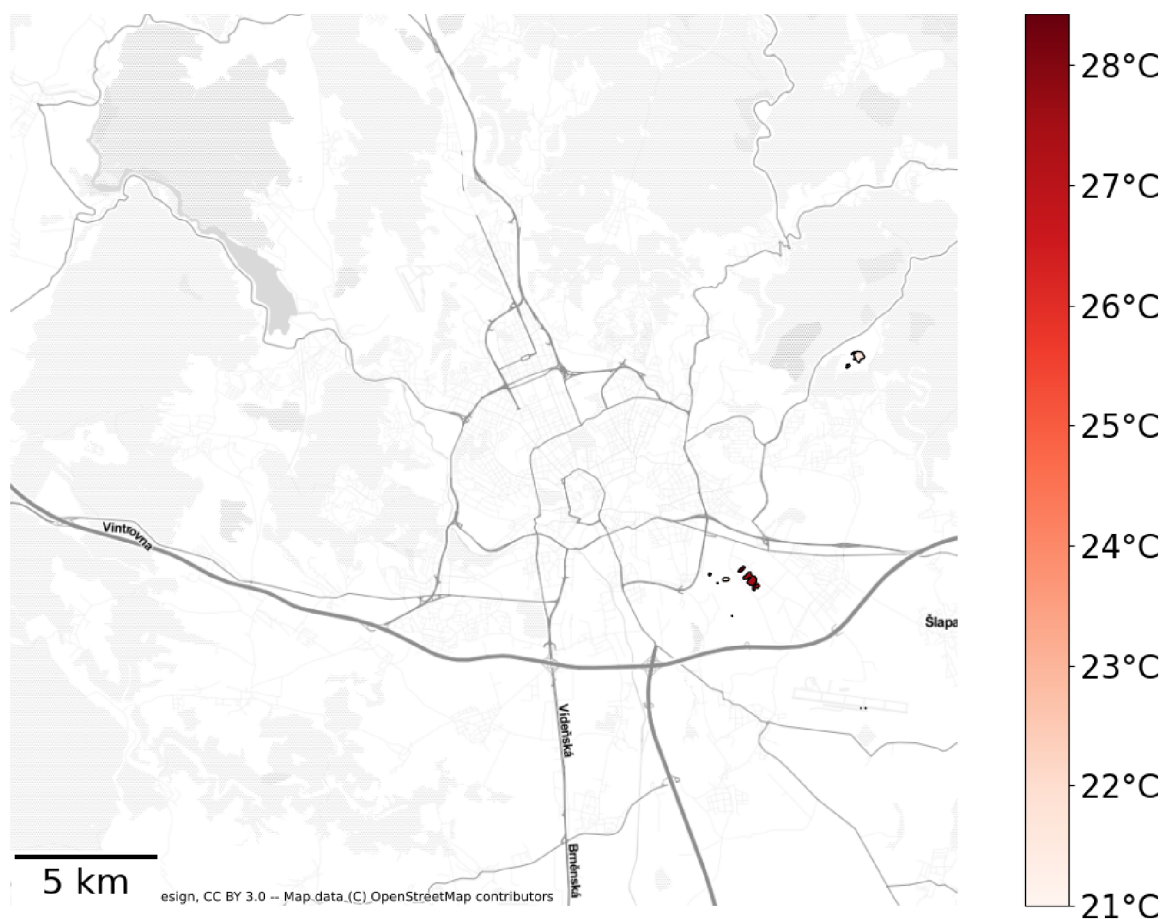 28°C
27°C
26°C
25°C
24°C
23°C
22°C
21°C
Vintrovna
Šlapa
Vídeňská
Brněnská
5 km
esign, CC BY 3.0 -- Map data (C) OpenStreetMap contributors